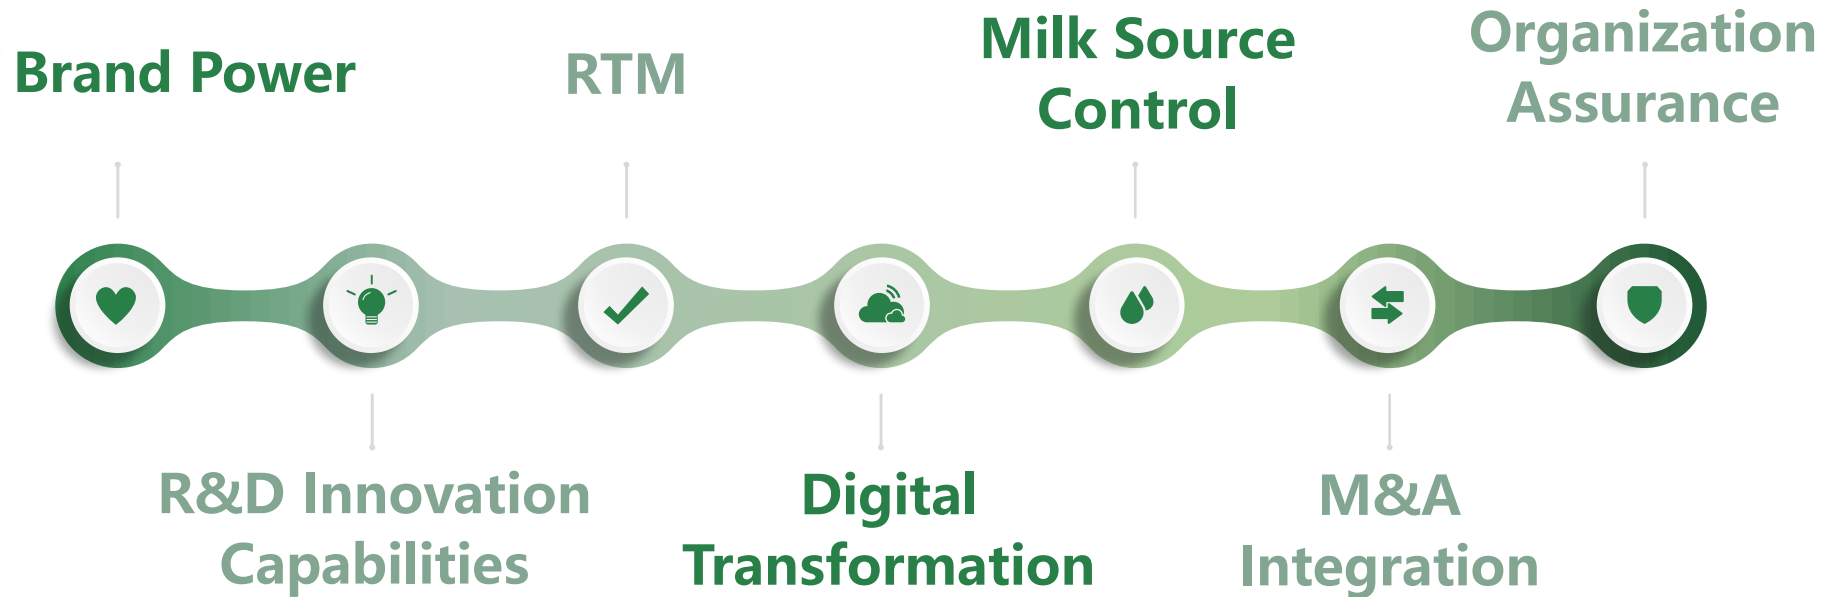 Brand Power
R&D Innovation
Capabilities
RTM
Digital
Transformation
Milk Source
Control
M&A
Integration
Organization
Assurance